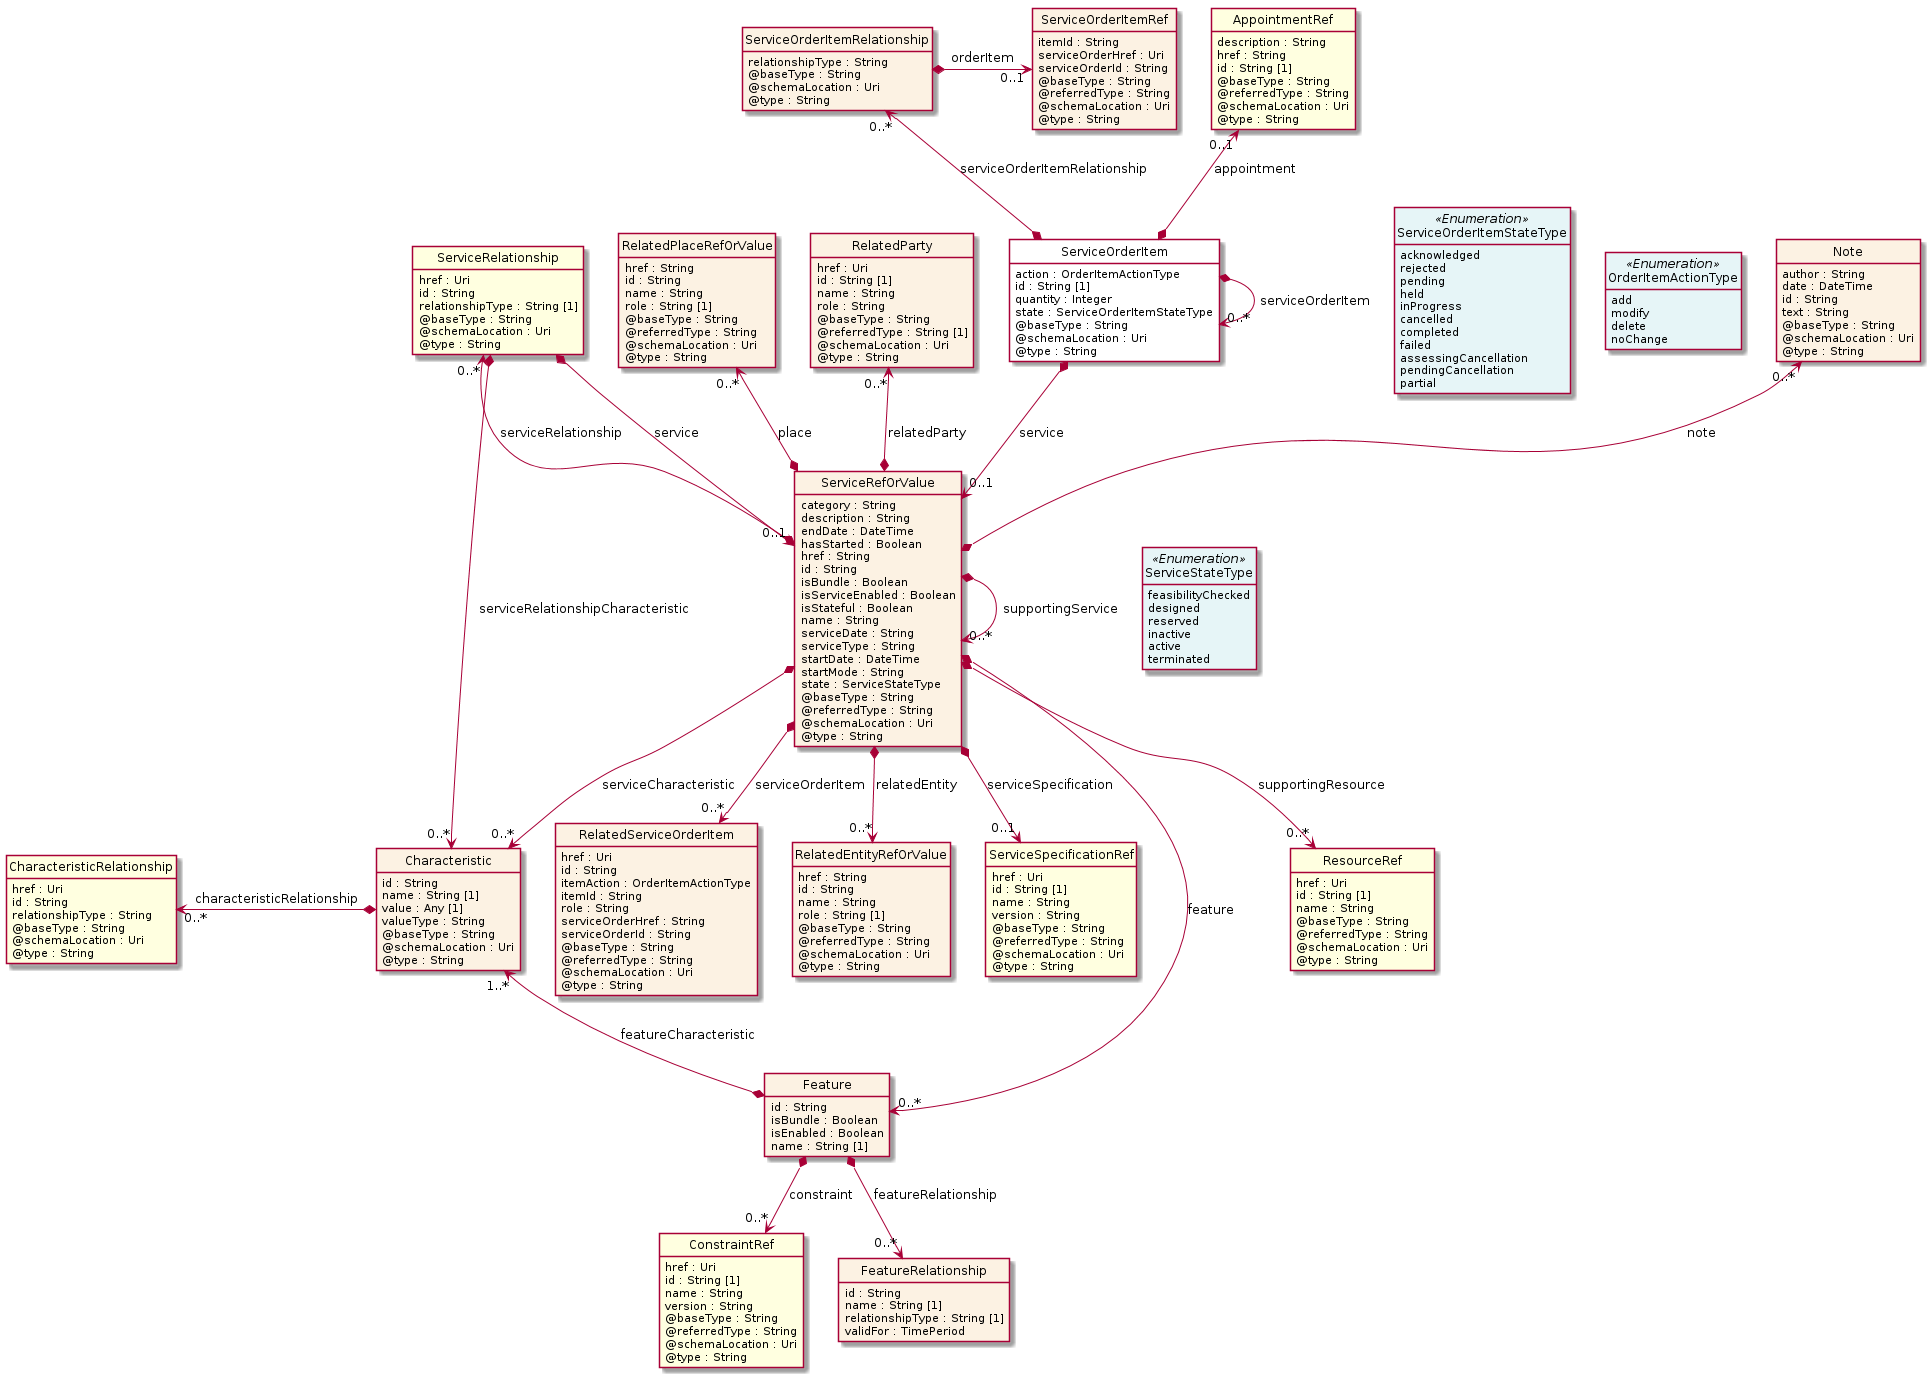 ServiceOrderItemRelationship
relationshipType : String
@baseType : String
@schemaLocation : Uri
@type : String
orderItem
0..1
ServiceOrderItemRef
itemId : String
serviceOrderHref : Uri
serviceOrderId : String
@baseType : String
@referredType : String
@schemaLocation : Uri
@type : String
AppointmentRef
description : String
href : String
id : String [1]
@baseType : String
@referredType : String
@schemaLocation : Uri
@type : String
0..*
0..1
serviceOrderItemRelationship
appointment
ServiceRelationship
href : Uri
id : String
relationshipType : String [1]
@baseType : String
@schemaLocation : Uri
@type : String
RelatedPlaceRefOrValue
href : String
id : String
name : String
role : String [1]
@baseType : String
@referredType : String
@schemaLocation : Uri
@type : String
RelatedParty
href : Uri
id : String [1]
name : String
role : String
@baseType : String
@referredType : String [1]
@schemaLocation : Uri
@type : String
ServiceOrderItem
action : OrderItemActionType
id : String [1]
quantity : Integer
state : ServiceOrderItemStateType
@baseType : String
@schemaLocation : Uri
@type : String
serviceOrderItem
0..*
«Enumeration»
ServiceOrderItemStateType
acknowledged
rejected
pending
held
inProgress
cancelled
completed
failed
assessingCancellation
pendingCancellation
partial
«Enumeration»
OrderItemActionType
add
modify
delete
noChange
Note
author : String
date : DateTime
id : String
text : String
@baseType : String
@schemaLocation : Uri
@type : String
0..*
0..*
0..*
0..*
serviceRelationship
service
place
relatedParty
service
note
0..1
0..1
ServiceRefOrValue
category : String
description : String
endDate : DateTime
hasStarted : Boolean
href : String
id : String
isBundle : Boolean
isServiceEnabled : Boolean
isStateful : Boolean
name : String
serviceDate : String
serviceType : String
startDate : DateTime
startMode : String
state : ServiceStateType
@baseType : String
@referredType : String
@schemaLocation : Uri
@type : String
supportingService
0..*
«Enumeration»
ServiceStateType
feasibilityChecked
designed
reserved
inactive
active
terminated
serviceRelationshipCharacteristic
serviceCharacteristic
serviceOrderItem
relatedEntity
serviceSpecification
supportingResource
0..*
0..*
0..*
0..*
0..1
0..*
CharacteristicRelationship
href : Uri
id : String
relationshipType : String
@baseType : String
@schemaLocation : Uri
@type : String
characteristicRelationship
0..*
Characteristic
id : String
name : String [1]
value : Any [1]
valueType : String
@baseType : String
@schemaLocation : Uri
@type : String
RelatedServiceOrderItem
href : Uri
id : String
itemAction : OrderItemActionType
itemId : String
role : String
serviceOrderHref : String
serviceOrderId : String
@baseType : String
@referredType : String
@schemaLocation : Uri
@type : String
RelatedEntityRefOrValue
href : String
id : String
name : String
role : String [1]
@baseType : String
@referredType : String
@schemaLocation : Uri
@type : String
ServiceSpecificationRef
href : Uri
id : String [1]
name : String
version : String
@baseType : String
@referredType : String
@schemaLocation : Uri
@type : String
feature
ResourceRef
href : Uri
id : String [1]
name : String
@baseType : String
@referredType : String
@schemaLocation : Uri
@type : String
1..*
featureCharacteristic
0..*
Feature
id : String
isBundle : Boolean
isEnabled : Boolean
name : String [1]
constraint
featureRelationship
0..*
0..*
ConstraintRef
href : Uri
id : String [1]
name : String
version : String
@baseType : String
@referredType : String
@schemaLocation : Uri
@type : String
FeatureRelationship
id : String
name : String [1]
relationshipType : String [1]
validFor : TimePeriod